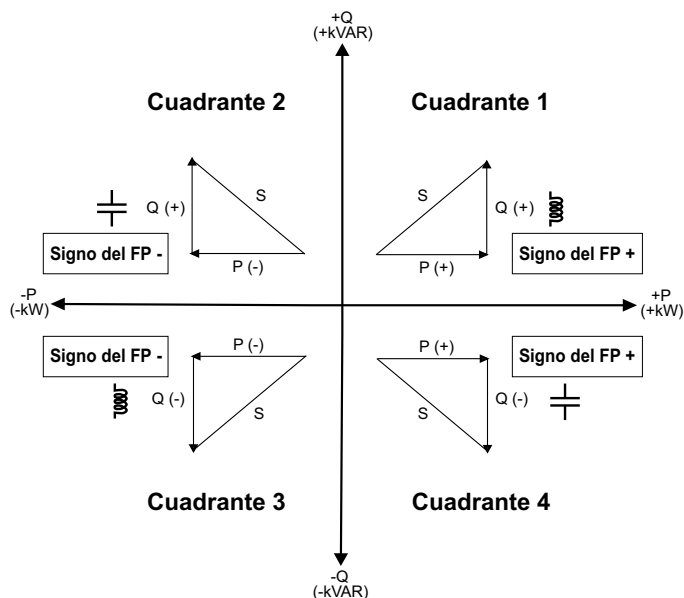 +Q
(+kVAR)
Cuadrante 2
Cuadrante 1
Q (+)
S
S
Q (+)
Signo del FP -
P (-)
P (+)
Signo del FP +
-P
(-kW)
+P
(+kW)
Signo del FP -
P (-)
P (+)
Signo del FP +
Q (-)
S
S
Q (-)
Cuadrante 3
Cuadrante 4
-Q
(-kVAR)